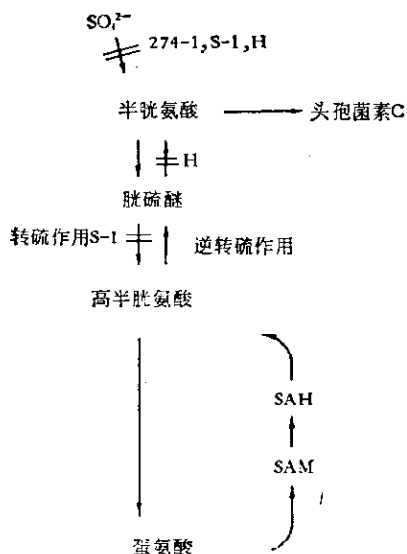 SO₄²⁻
274-1,S-1,H
半胱氨酸 头孢菌素C
H
胱硫醚
转硫作用S-1 逆转硫作用
高半胱氨酸
SAH
SAM
蛋氨酸